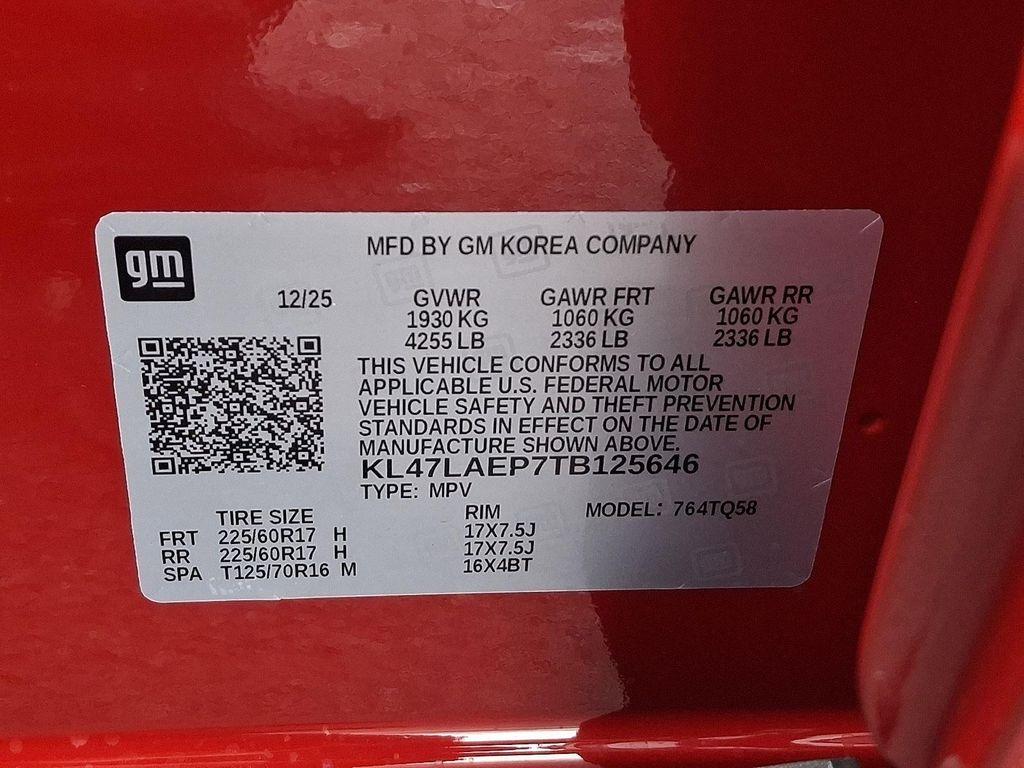 gm
MFD BY GM KOREA COMPANY
12/25
GVWR GAWR FRT GAWR RR
1930 KG 1060 KG 1060 KG
4255 LB 2336 LB 2336 LB
THIS VEHICLE CONFORMS TO ALL
APPLICABLE U.S. FEDERAL MOTOR
VEHICLE SAFETY AND THEFT PREVENTION
STANDARDS IN EFFECT ON THE DATE OF
MANUFACTURE SHOWN ABOVE.
KL47LAEP7TB125646
TYPE: MPV
TIRE SIZE RIM MODEL: 764TQ58
FRT 225/60R17 H 17X7.5J
RR 225/60R17 H 17X7.5J
SPA T125/70R16 M 16X4BT